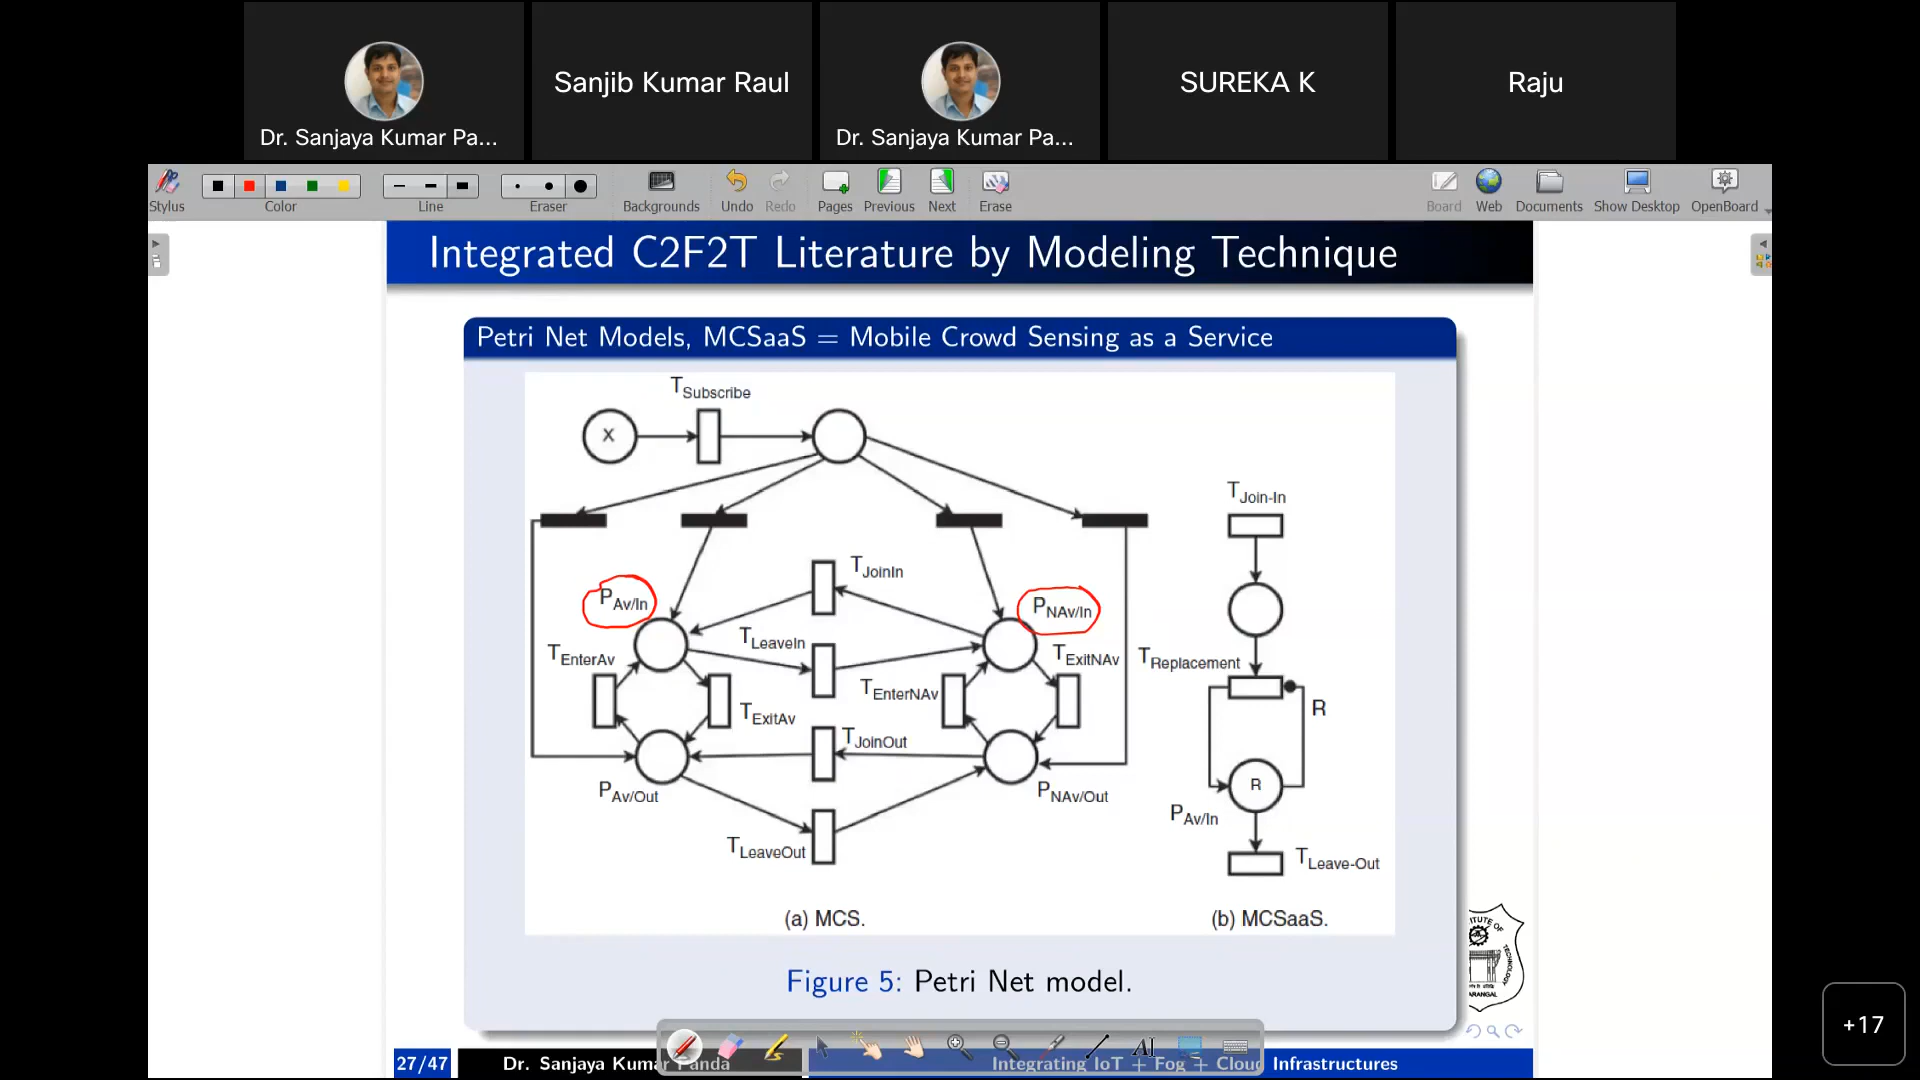 Dr. Sanjaya Kumar Pa...
Sanjib Kumar Raul
Dr. Sanjaya Kumar Pa...
SUREKA K
Raju
Stylus
Color
Line
Eraser
Backgrounds
Undo
Redo
Pages
Previous
Next
Erase
Board
Web
Documents
Show Desktop
OpenBoard
Integrated C2F2T Literature by Modeling Technique
Petri Net Models, MCSaaS = Mobile Crowd Sensing as a Service
TSubscribe
X
TJoin-In
TJoinIn
PAv/In
PNAv/In
TLeaveIn
TEnterAv
TExitNAv
TReplacement
TEnterNAv
TExitAv
R
TJoinOut
PAv/Out
PNAv/Out
R
PAv/In
TLeaveOut
TLeave-Out
(a) MCS.
(b) MCSaaS.
Figure 5: Petri Net model.
+17
27/47
Dr. Sanjaya Kumar Panda
Integrating IoT + Fog + Cloud Infrastructures